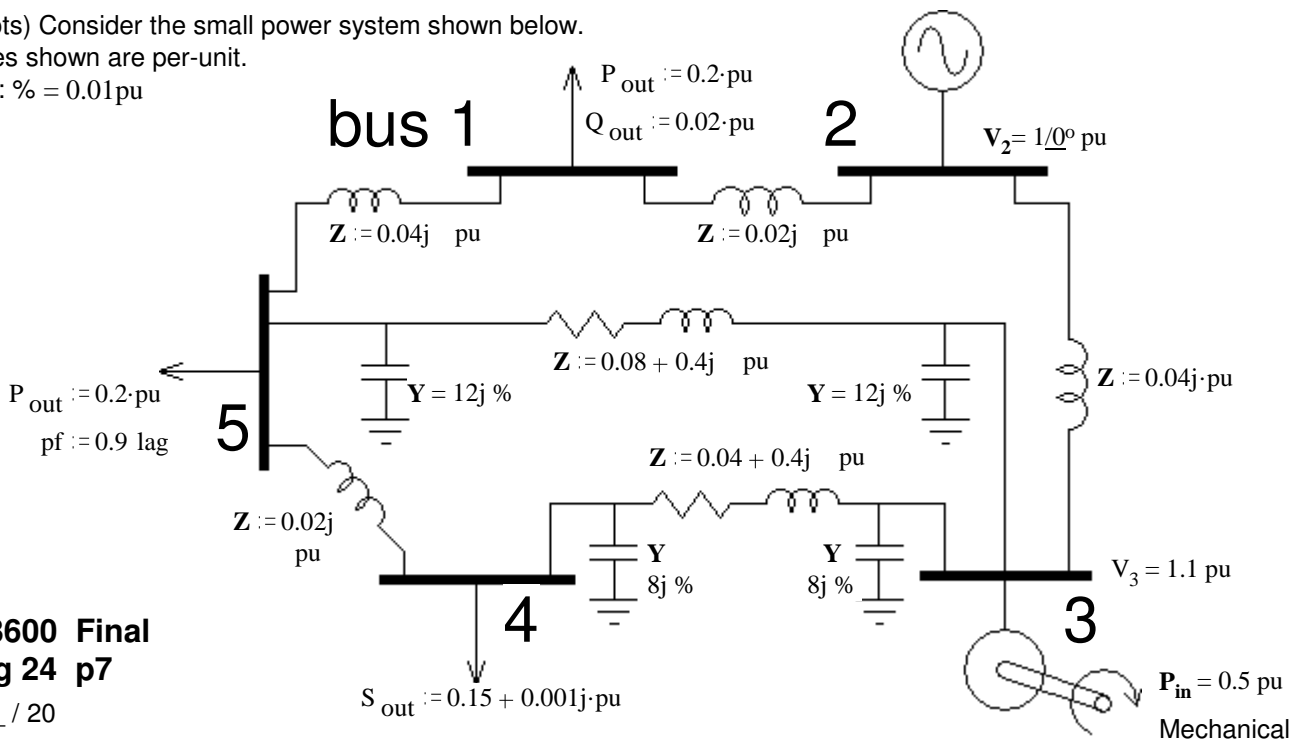 ts) Consider the small power system shown below.
es shown are per-unit.
: % = 0.01pu
P out := 0.2·pu
Q out := 0.02·pu
bus 1
2
V2= 1/0º pu
Z := 0.04j pu
Z := 0.02j pu
Z := 0.08 + 0.4j pu
Z := 0.04j·pu
P out := 0.2·pu
pf := 0.9 lag
5
Y = 12j %
Y = 12j %
Z := 0.04 + 0.4j pu
Z := 0.02j
pu
Y
8j %
Y
8j %
V3 = 1.1 pu
4
3
3600 Final
g 24 p7
_ / 20
S out := 0.15 + 0.001j·pu
Pin = 0.5 pu
Mechanical